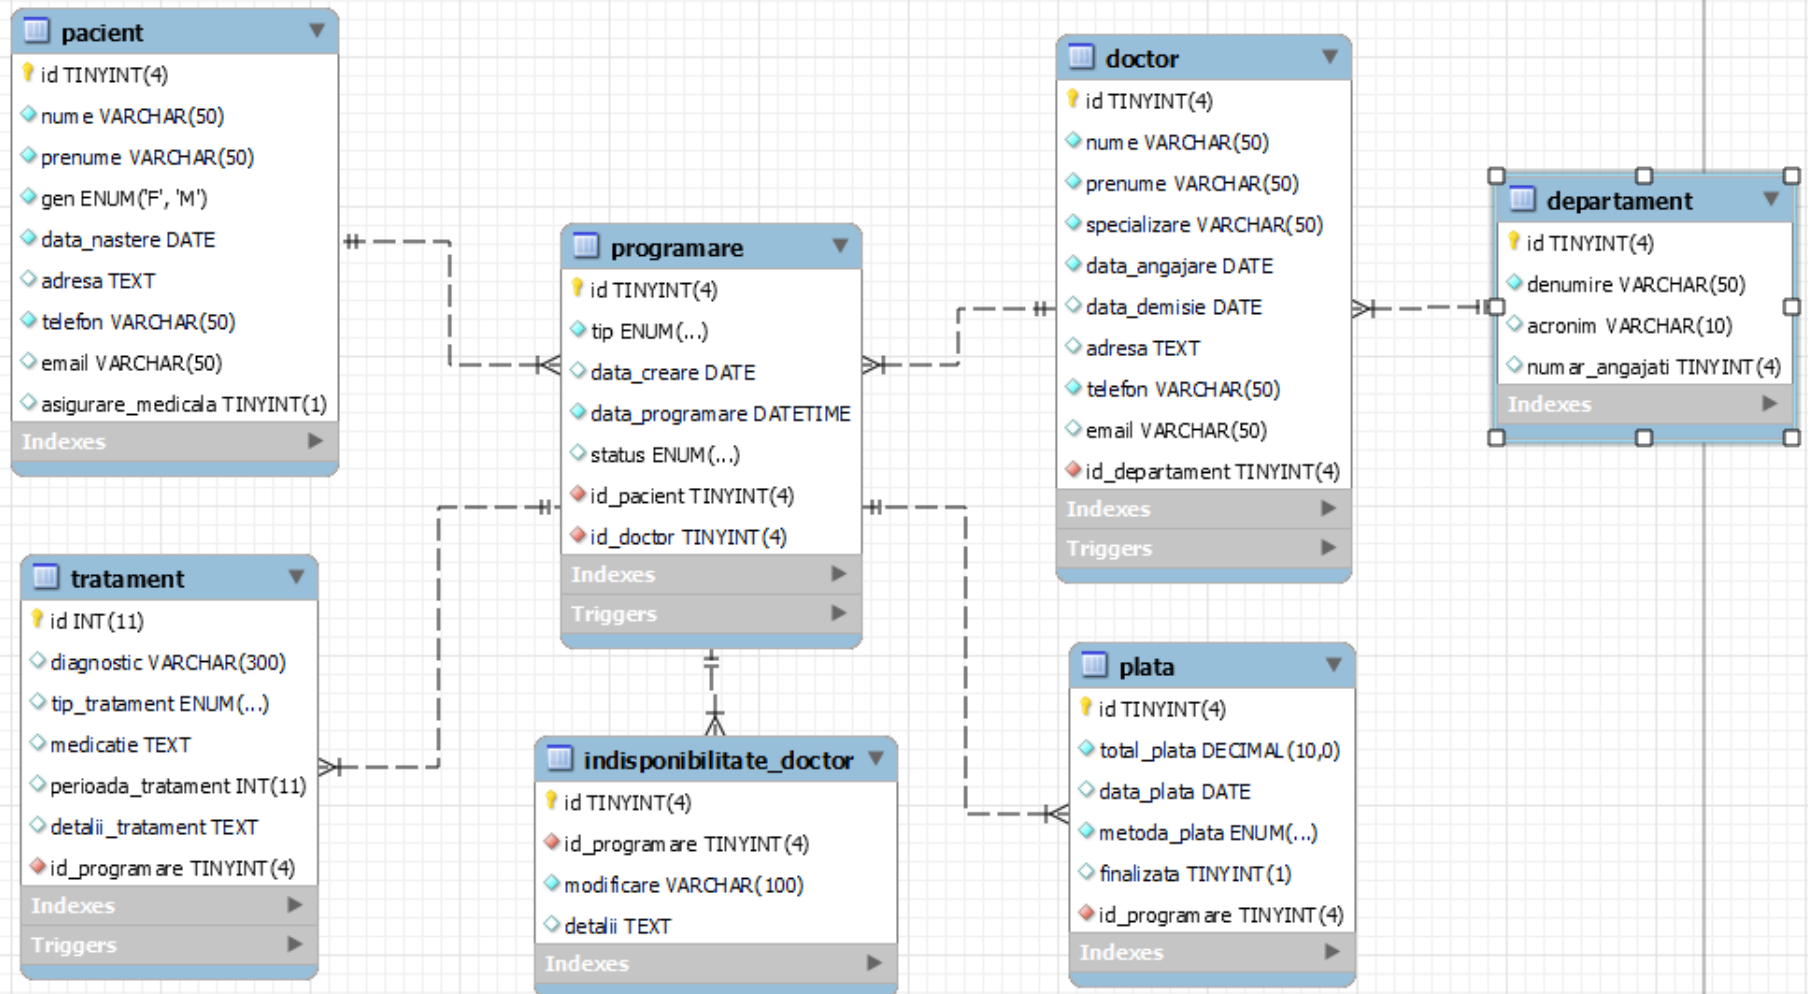 pacient
id TINYINT(4)
nume VARCHAR(50)
prenume VARCHAR(50)
gen ENUM('F', 'M')
data_nastere DATE
adresa TEXT
telefon VARCHAR(50)
email VARCHAR(50)
asigurare_medicala TINYINT(1)
Indexes
tratament
id INT(11)
diagnostic VARCHAR(300)
tip_tratament ENUM(...)
medicatie TEXT
perioada_tratament INT(11)
detalii_tratament TEXT
id_programare TINYINT(4)
Indexes
Triggers
programare
id TINYINT(4)
tip ENUM(...)
data_creare DATE
data_programare DATETIME
status ENUM(...)
id_pacient TINYINT(4)
id_doctor TINYINT(4)
Indexes
Triggers
indisponibilitate_doctor
id TINYINT(4)
id_programare TINYINT(4)
modificare VARCHAR(100)
detalii TEXT
Indexes
doctor
id TINYINT(4)
nume VARCHAR(50)
prenume VARCHAR(50)
specializare VARCHAR(50)
data_angajare DATE
data_demisie DATE
adresa TEXT
telefon VARCHAR(50)
email VARCHAR(50)
id_departament TINYINT(4)
Indexes
Triggers
plata
id TINYINT(4)
total_plata DECIMAL(10,0)
data_plata DATE
metoda_plata ENUM(...)
finalizata TINYINT(1)
id_programare TINYINT(4)
Indexes
departament
id TINYINT(4)
denumire VARCHAR(50)
acronim VARCHAR(10)
numar_angajati TINYINT(4)
Indexes